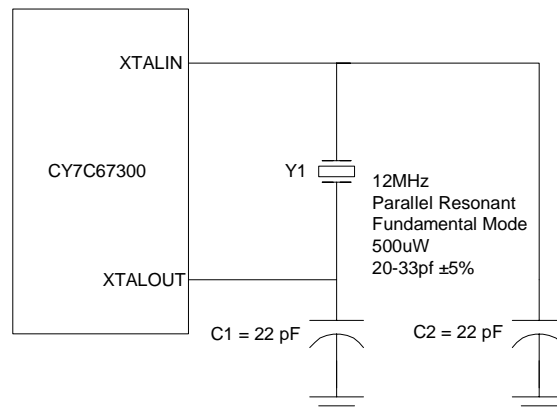 XTALIN
CY7C67300
Y1
12MHz
Parallel Resonant
Fundamental Mode
500uW
20-33pf ±5%
XTALOUT
C1 = 22 pF
C2 = 22 pF